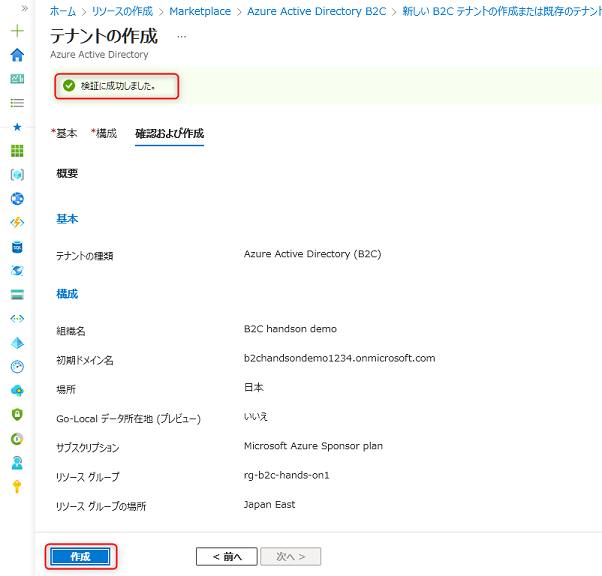 ホーム > リソースの作成 > Marketplace > Azure Active Directory B2C > 新しい B2C テナントの作成または既存のテナント
テナントの作成 …
Azure Active Directory
検証に成功しました。
*基本 *構成 確認および作成
概要
基本
テナントの種類 Azure Active Directory (B2C)
構成
組織名 B2C handson demo
初期ドメイン名 b2chandsondemo1234.onmicrosoft.com
場所 日本
Go-Local データ所在地 (プレビュー) いいえ
サブスクリプション Microsoft Azure Sponsor plan
リソース グループ rg-b2c-hands-on1
リソース グループの場所 Japan East
作成 < 前へ 次へ >